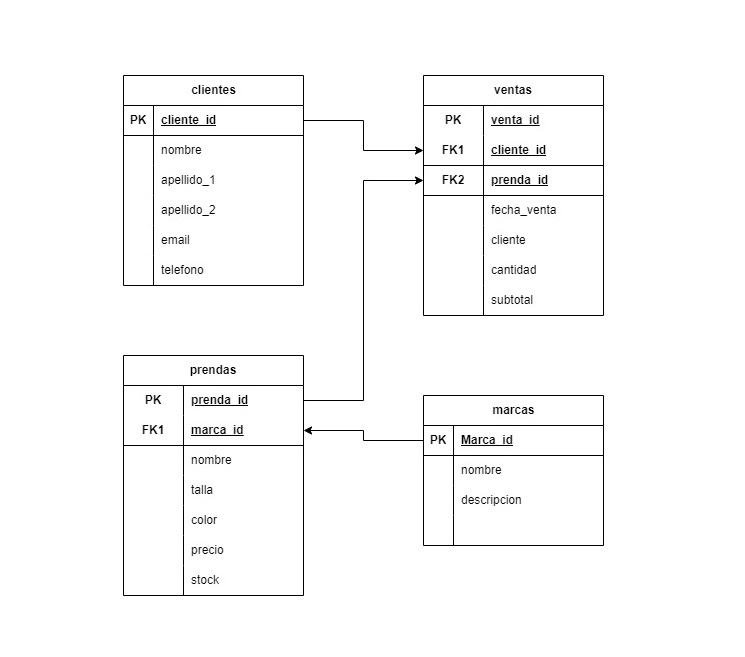 clientes
PK cliente_id
nombre
apellido_1
apellido_2
email
telefono
ventas
PK venta_id
FK1 cliente_id
FK2 prenda_id
fecha_venta
cliente
cantidad
subtotal
prendas
PK prenda_id
FK1 marca_id
nombre
talla
color
precio
stock
marcas
PK Marca_id
nombre
descripcion